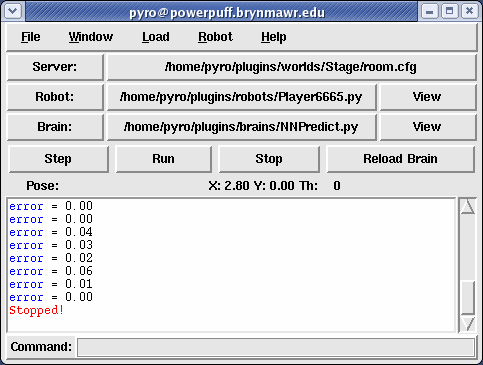 pyro@powerpuff.brynmawr.edu
File Window Load Robot Help
Server: /home/pyro/plugins/worlds/Stage/room.cfg
Robot: /home/pyro/plugins/robots/Player6665.py View
Brain: /home/pyro/plugins/brains/NNPredict.py View
Step Run Stop Reload Brain
Pose: X: 2.80 Y: 0.00 Th: 0
error = 0.00
error = 0.00
error = 0.04
error = 0.03
error = 0.02
error = 0.06
error = 0.01
error = 0.00
Stopped!
Command: